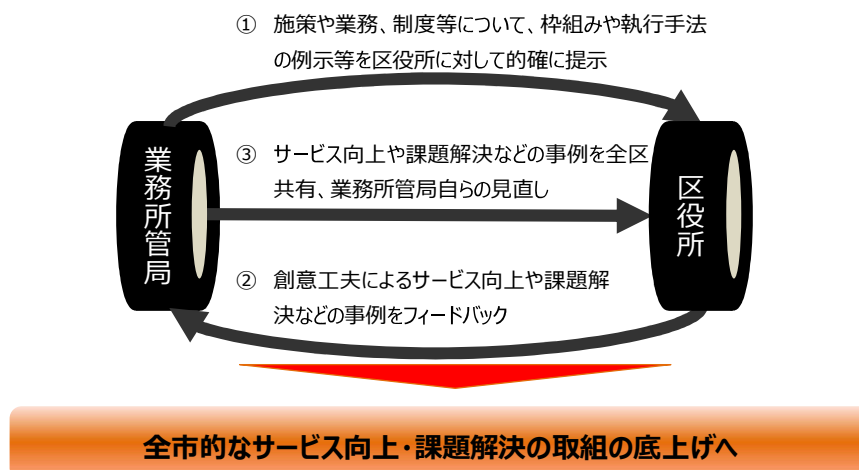 ① 施策や業務、制度等について、枠組みや執行手法
の例示等を区役所に対して的確に提示
業務所管局
③ サービス向上や課題解決などの事例を全区
共有、業務所管局自らの見直し
区役所
② 創意工夫によるサービス向上や課題解
決などの事例をフィードバック
全市的なサービス向上・課題解決の取組の底上げへ